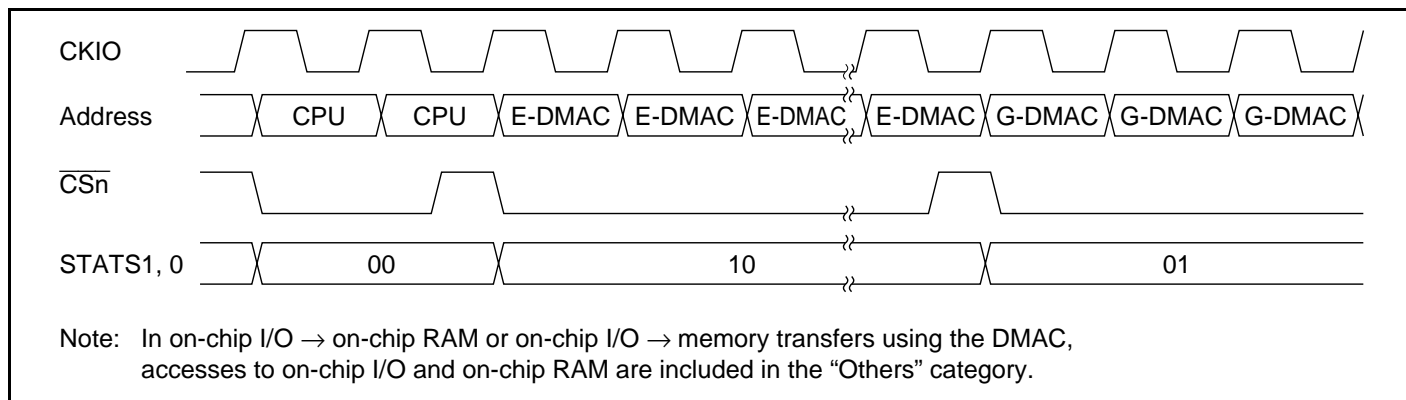 CKIO
Address CPU CPU E-DMAC E-DMAC E-DMAC E-DMAC G-DMAC G-DMAC G-DMAC
CSn
STATS1, 0 00 10 01
Note: In on-chip I/O → on-chip RAM or on-chip I/O → memory transfers using the DMAC,
accesses to on-chip I/O and on-chip RAM are included in the “Others” category.